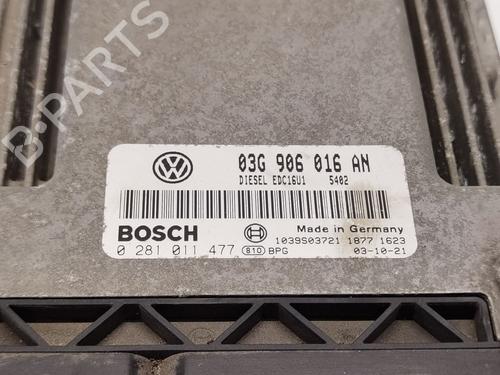 B-PARTS
03G 906 016 AN
DIESEL EDC16U1 5402
BOSCH
Made in Germany
0 281 011 477 B10 BPG
1039S03721 1877 1623
03-10-21